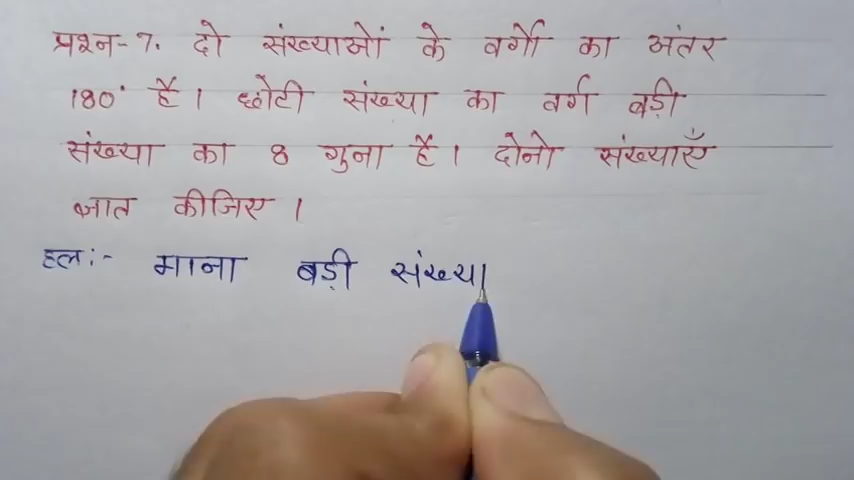 प्रश्न-7. दो संख्याओं के वर्गों का अंतर
180 है। छोटी संख्या का वर्ग बड़ी
संख्या का 8 गुना है। दोनो संख्याएँ
ज्ञात कीजिए।
हल:- माना बड़ी संख्या